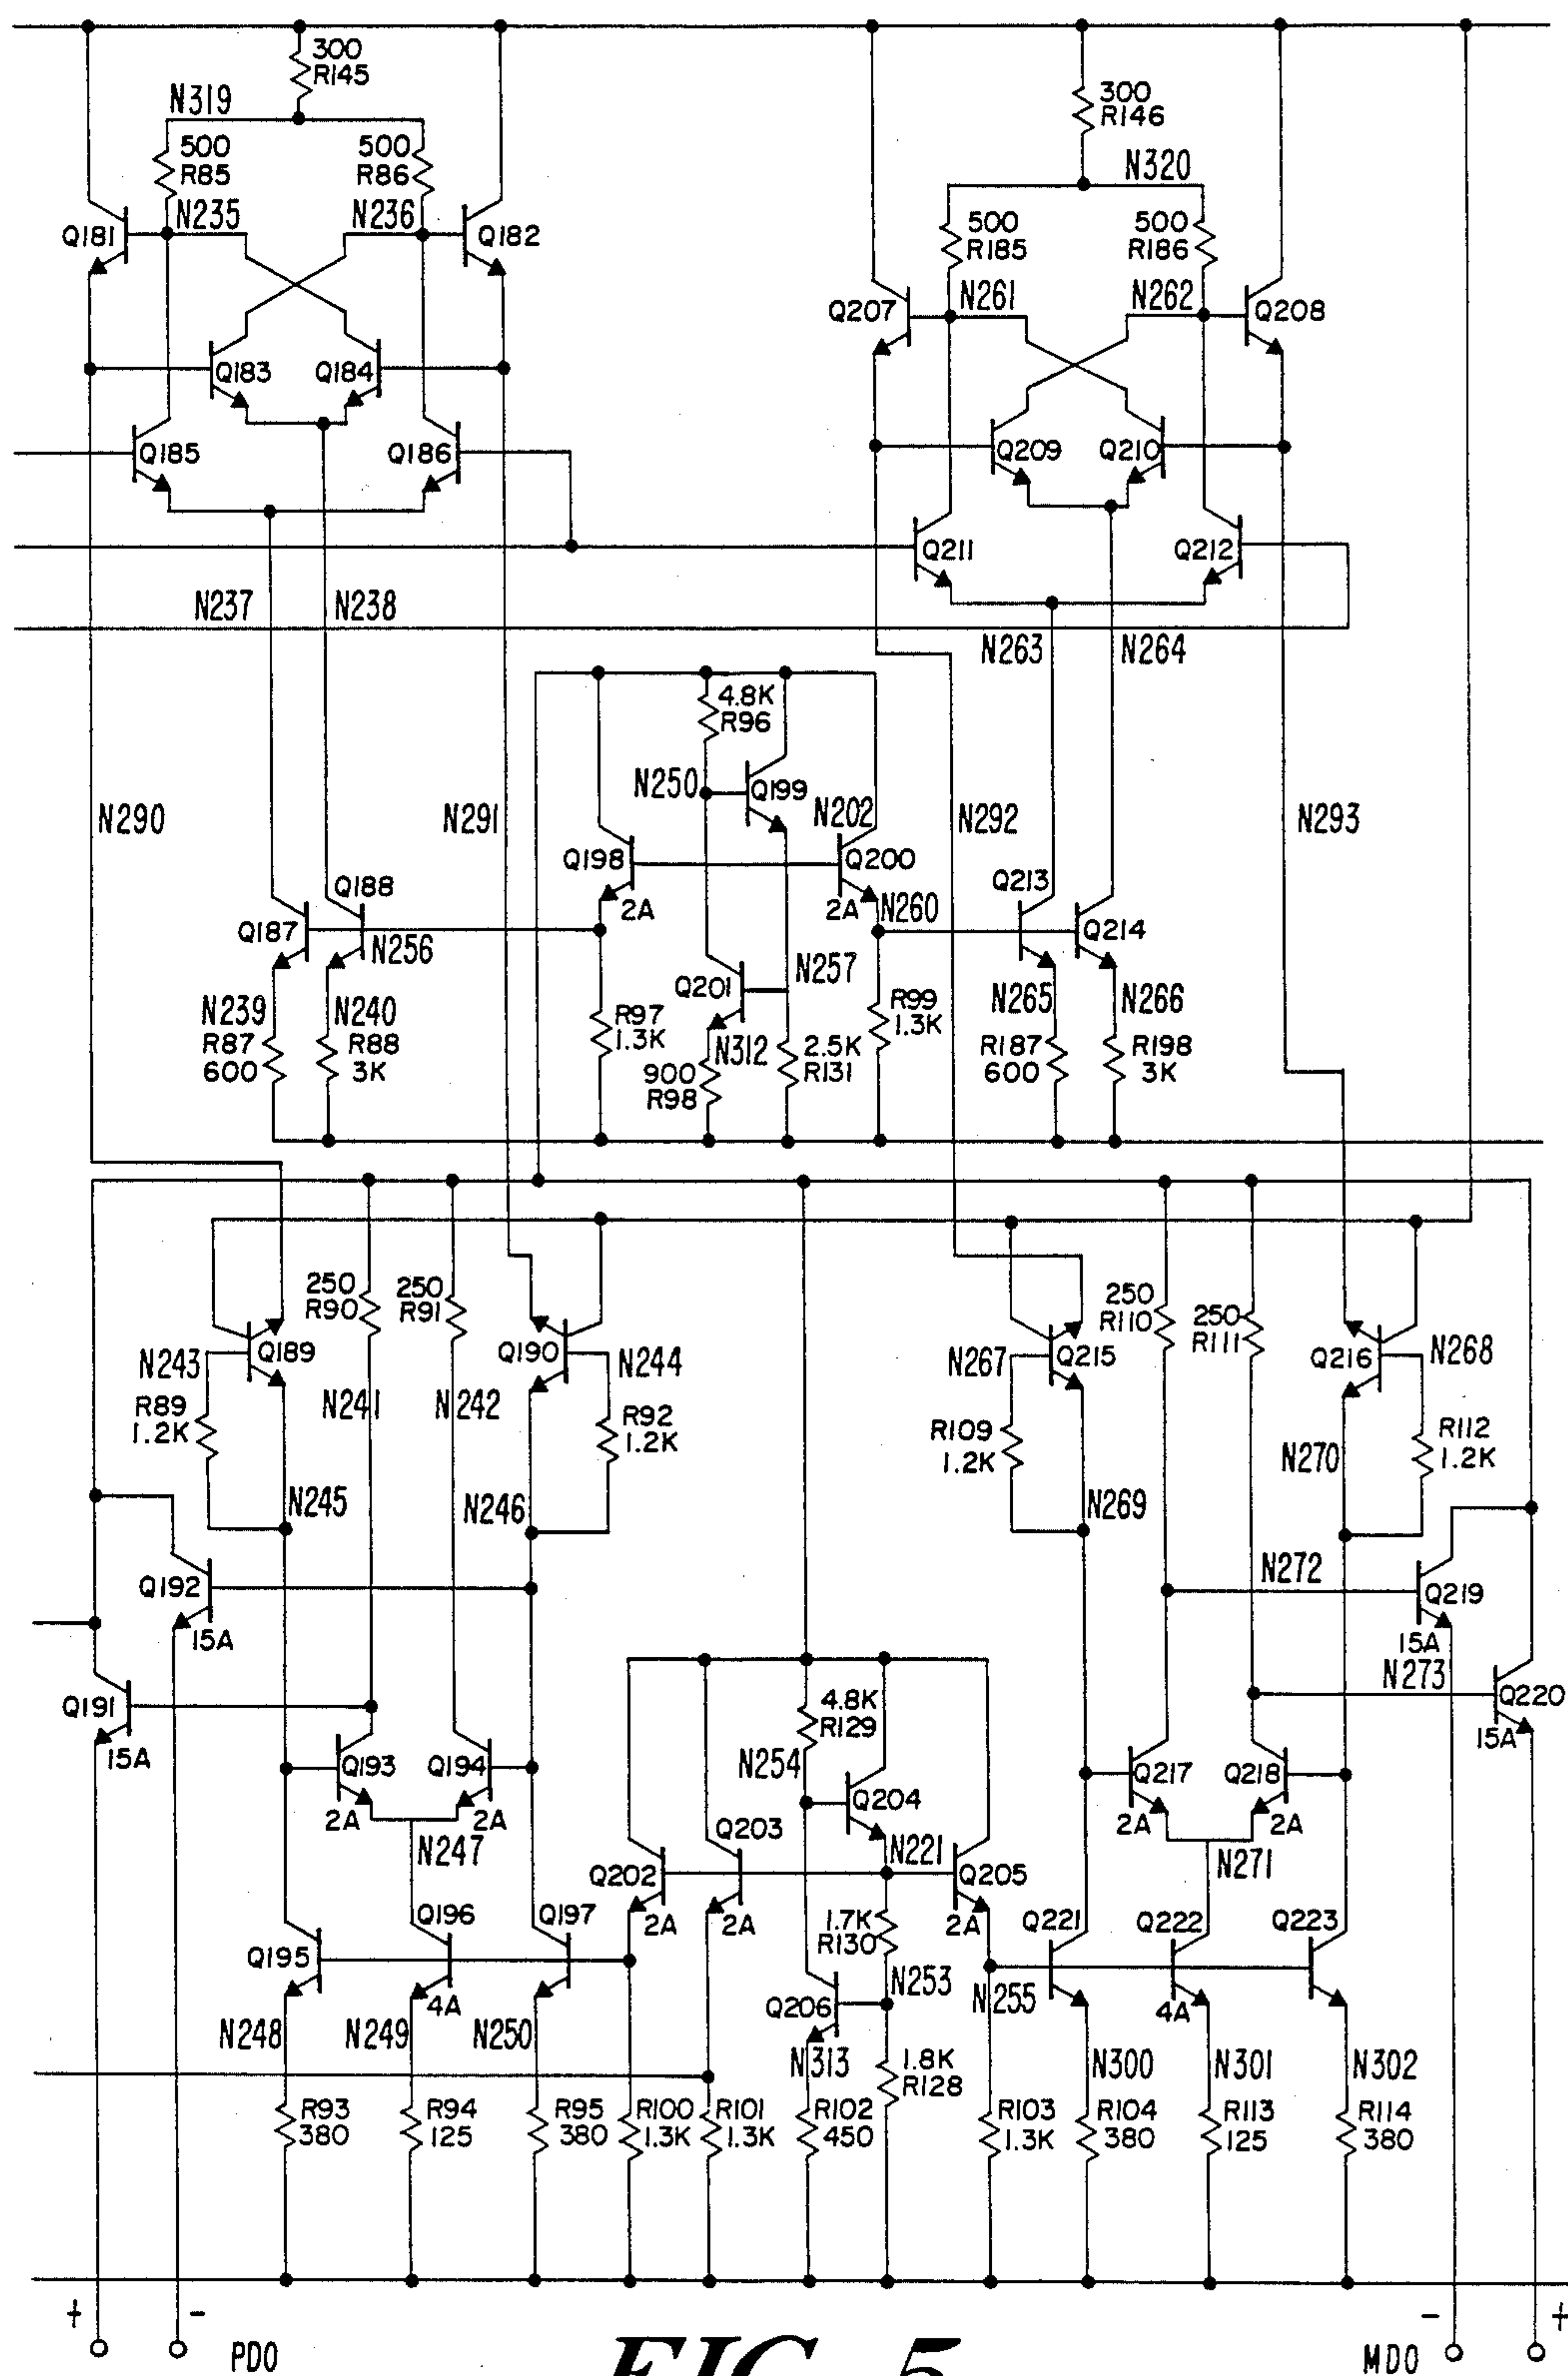 300
R145
N319
300
R146
500
R85
500
R86
N320
Q181
N235
N236
Q182
500
R185
500
R186
Q207
N261
N262
Q208
Q183
Q184
Q185
Q186
Q209
Q210
Q211
Q212
N237
N238
N263
N264
4.8K
R96
N250
Q199
N202
N290
N291
N292
N293
Q198
2A
Q200
2A
N260
Q188
Q187
N256
Q213
Q214
Q201
N257
N239
R87
600
N240
R88
3K
R97
1.3K
N312
900
R98
2.5K
R131
R99
1.3K
N265
R187
600
N266
R198
3K
250
R90
250
R91
250
R110
250
R111
N243
Q189
Q190
N244
N267
Q215
Q216
N268
R89
1.2K
N241
N242
R92
1.2K
R109
1.2K
N270
R112
1.2K
N245
N246
N269
Q192
15A
N272
Q219
15A
N273
Q191
15A
Q220
15A
4.8K
R129
N254
Q193
2A
Q194
2A
Q204
Q217
2A
Q218
2A
N247
Q203
2A
N221
N271
Q202
2A
Q205
2A
Q196
4A
Q197
Q195
1.7K
R130
Q221
Q222
4A
Q223
N253
Q206
N255
N248
N249
N250
N313
1.8K
R128
N300
N301
N302
R93
380
R94
125
R95
380
R100
1.3K
R101
1.3K
R102
450
R103
1.3K
R104
380
R113
125
R114
380
+
-
-
+
PDO
MDO
FIG. 5